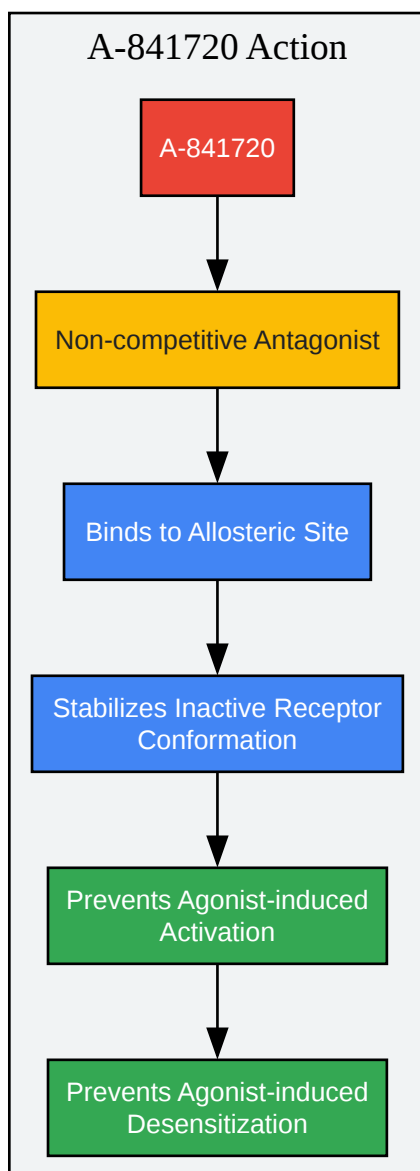 A-841720 Action
A-841720
Non-competitive Antagonist
Binds to Allosteric Site
Stabilizes Inactive Receptor
Conformation
Prevents Agonist-induced
Activation
Prevents Agonist-induced
Desensitization